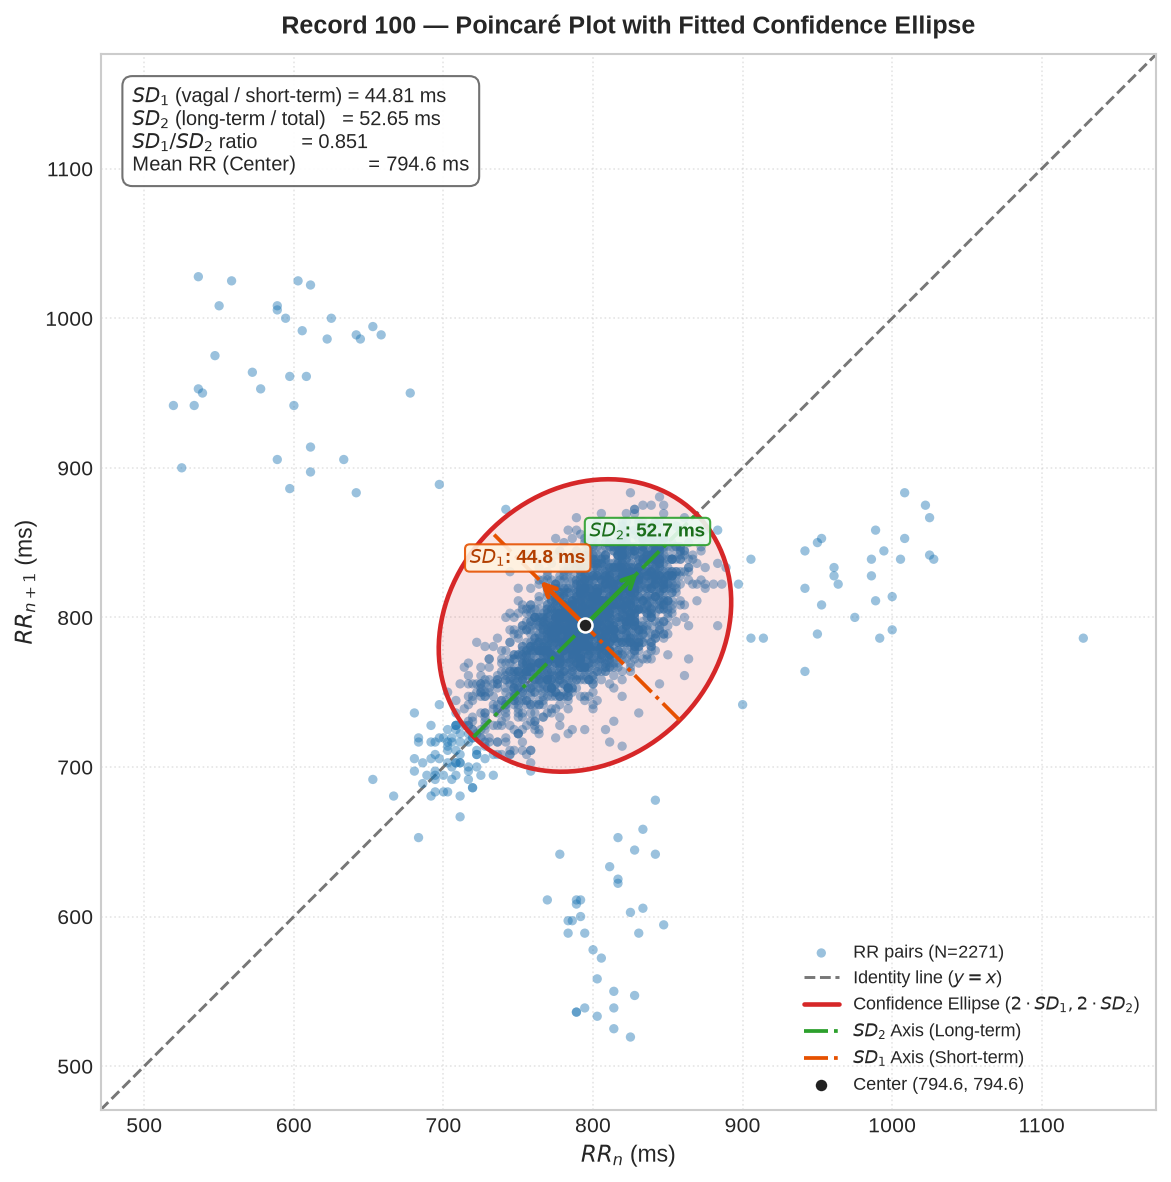 Record 100 — Poincaré Plot with Fitted Confidence Ellipse
SD₁ (vagal / short-term) = 44.81 ms
SD₂ (long-term / total) = 52.65 ms
SD₁/SD₂ ratio = 0.851
Mean RR (Center) = 794.6 ms
1100
1000
900
800
700
600
500
RRₙ₊₁ (ms)
SD₂: 52.7 ms
SD₁: 44.8 ms
RR pairs (N=2271)
Identity line (y = x)
Confidence Ellipse (2 · SD₁, 2 · SD₂)
SD₂ Axis (Long-term)
SD₁ Axis (Short-term)
Center (794.6, 794.6)
500 600 700 800 900 1000 1100
RRₙ (ms)